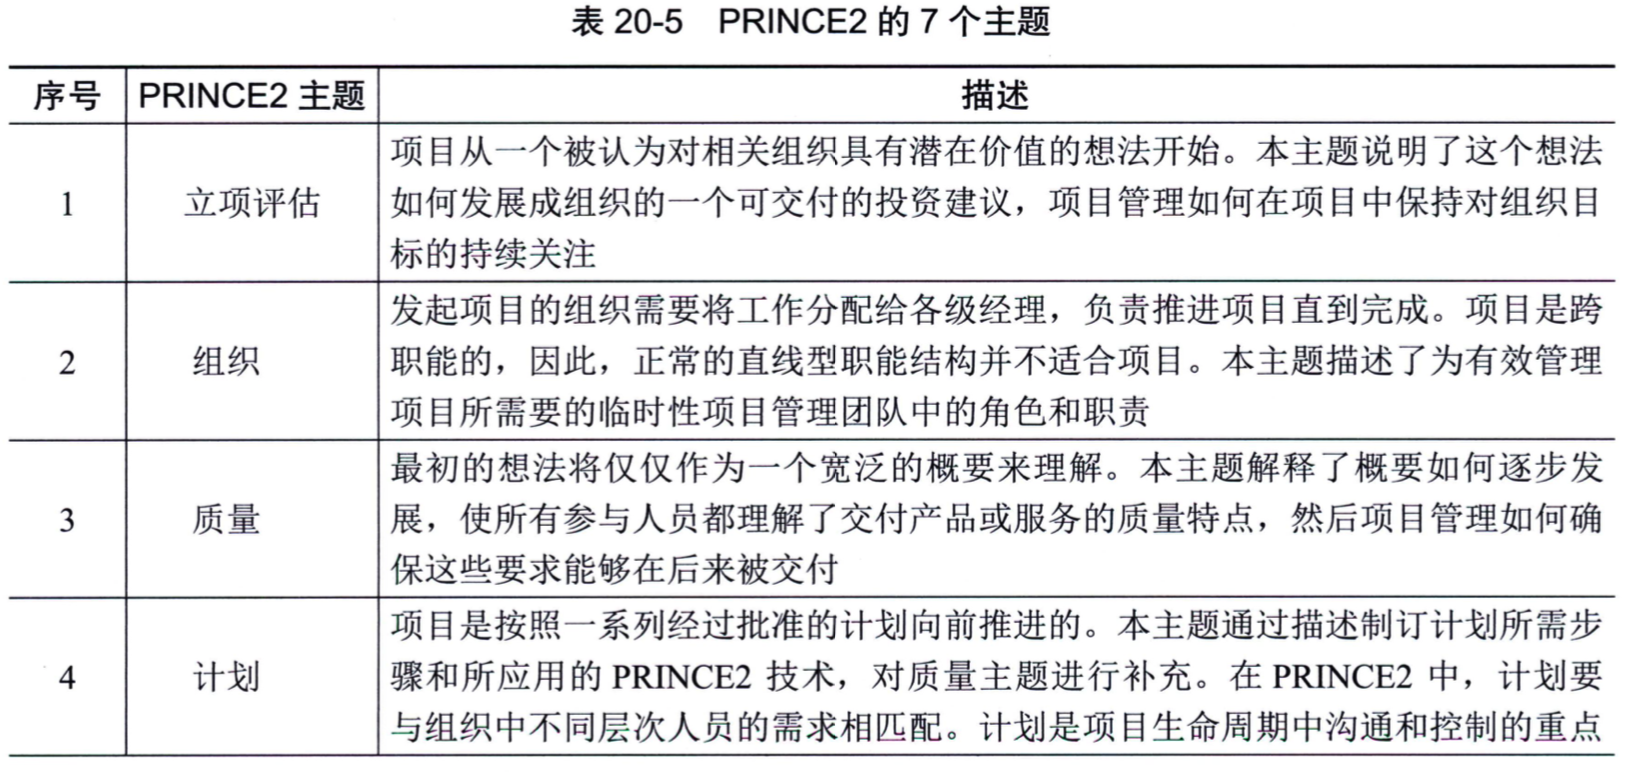 表 20-5 PRINCE2 的 7 个主题
序号 PRINCE2 主题 描述
1 立项评估
项目从一个被认为对相关组织具有潜在价值的想法开始。本主题说明了这个想法
如何发展成组织的一个可交付的投资建议，项目管理如何在项目中保持对组织目
标的持续关注
2 组织
发起项目的组织需要将工作分配给各级经理，负责推进项目直到完成。项目是跨
职能的，因此，正常的直线型职能结构并不适合项目。本主题描述了为有效管理
项目所需要的临时性项目管理团队中的角色和职责
3 质量
最初的想法将仅仅作为一个宽泛的概要来理解。本主题解释了概要如何逐步发
展，使所有参与人员都理解了交付产品或服务的质量特点，然后项目管理如何确
保这些要求能够在后来被交付
4 计划
项目是按照一系列经过批准的计划向前推进的。本主题通过描述制订计划所需步
骤和所应用的 PRINCE2 技术，对质量主题进行补充。在 PRINCE2 中，计划要
与组织中不同层次人员的需求相匹配。计划是项目生命周期中沟通和控制的重点